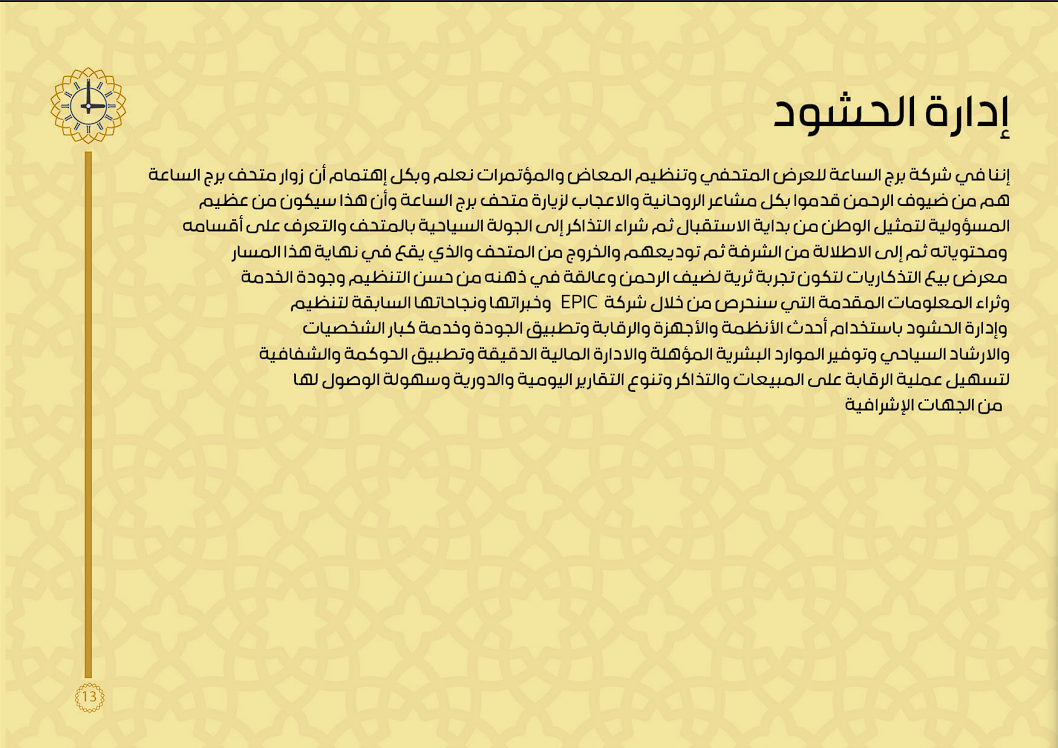 إدارة الحشود
إننا في شركة برج الساعة للعرض المتحفي وتنظيم المعاض والمؤتمرات نعلم وبكل إهتمام أن زوار متحف برج الساعة
هم من ضيوف الرحمن قدموا بكل مشاعر الروحانية والاعجاب لزيارة متحف برج الساعة وأن هذا سيكون من عظيم
المسؤولية لتمثيل الوطن من بداية الاستقبال ثم شراء التذاكر إلى الجولة السياحية بالمتحف والتعرف على أقسامه
ومحتوياته ثم إلى الاطلالة من الشرفة ثم توديعهم والخروج من المتحف والذي يقع في نهاية هذا المسار
معرض بيع التذكاريات لتكون تجربة ثرية لضيف الرحمن وعالقة في ذهنه من حسن التنظيم وجودة الخدمة
وثراء المعلومات المقدمة التي سنحرص من خلال شركة EPIC وخبراتها ونجاحاتها السابقة لتنظيم
وإدارة الحشود باستخدام أحدث الأنظمة والأجهزة والرقابة وتطبيق الجودة وخدمة كبار الشخصيات
والارشاد السياحي وتوفير الموارد البشرية المؤهلة والادارة المالية الدقيقة وتطبيق الحوكمة والشفافية
لتسهيل عملية الرقابة على المبيعات والتذاكر وتنوع التقارير اليومية والدورية وسهولة الوصول لها
من الجهات الإشرافية
13